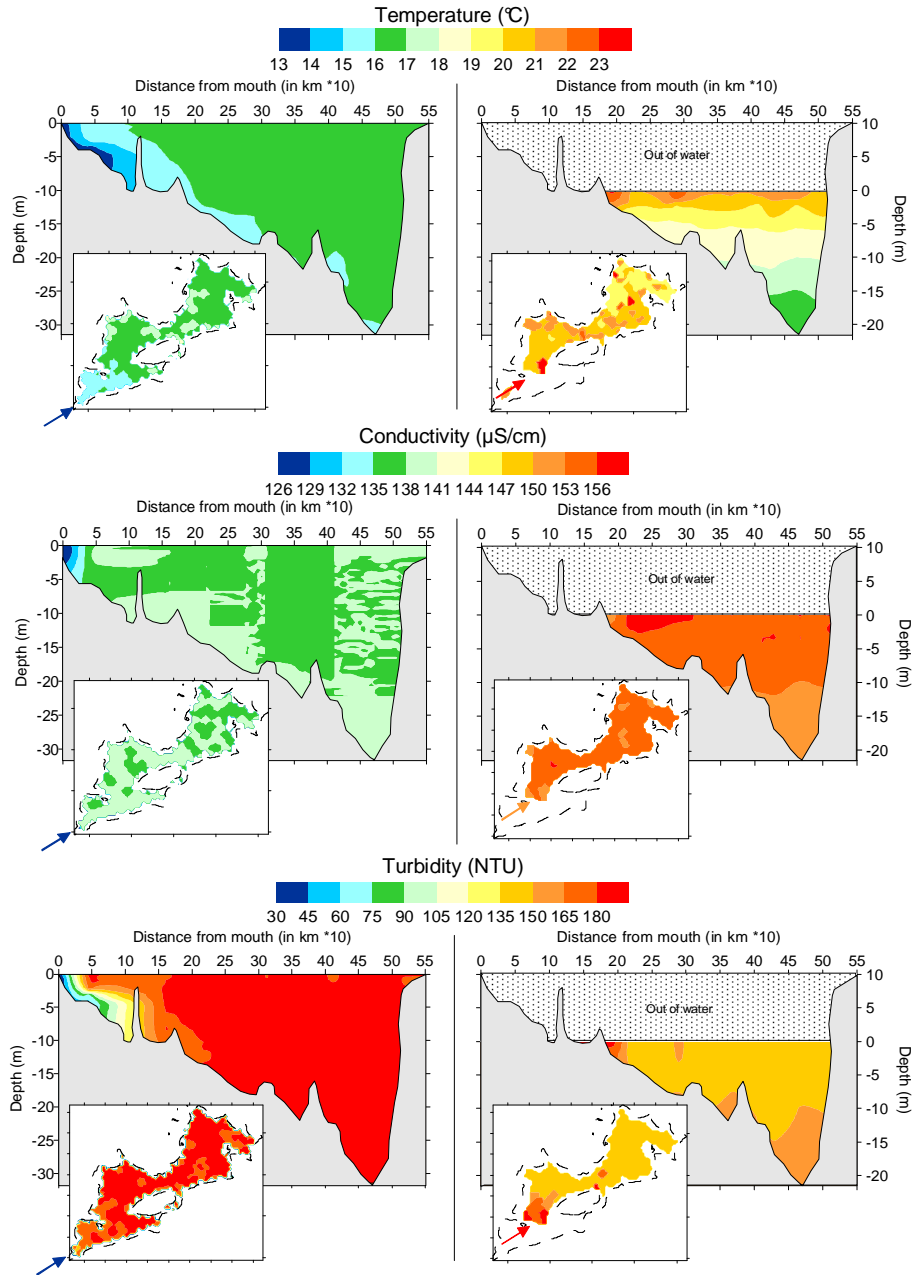 Temperature (°C)
13 14 15 16 17 18 19 20 21 22 23
Distance from mouth (in km *10)
Distance from mouth (in km *10)
0 5 10 15 20 25 30 35 40 45 50 55
0 5 10 15 20 25 30 35 40 45 50 55
0
-5
-10
-15
-20
-25
-30
Depth (m)
Out of water
10
5
0
-5
-10
-15
-20
Depth (m)
Conductivity (µS/cm)
126 129 132 135 138 141 144 147 150 153 156
Distance from mouth (in km *10)
Distance from mouth (in km *10)
0 5 10 15 20 25 30 35 40 45 50 55
0 5 10 15 20 25 30 35 40 45 50 55
0
-5
-10
-15
-20
-25
-30
Depth (m)
Out of water
10
5
0
-5
-10
-15
-20
Depth (m)
Turbidity (NTU)
30 45 60 75 90 105 120 135 150 165 180
Distance from mouth (in km *10)
Distance from mouth (in km *10)
0 5 10 15 20 25 30 35 40 45 50 55
0 5 10 15 20 25 30 35 40 45 50 55
0
-5
-10
-15
-20
-25
-30
Depth (m)
Out of water
10
5
0
-5
-10
-15
-20
Depth (m)